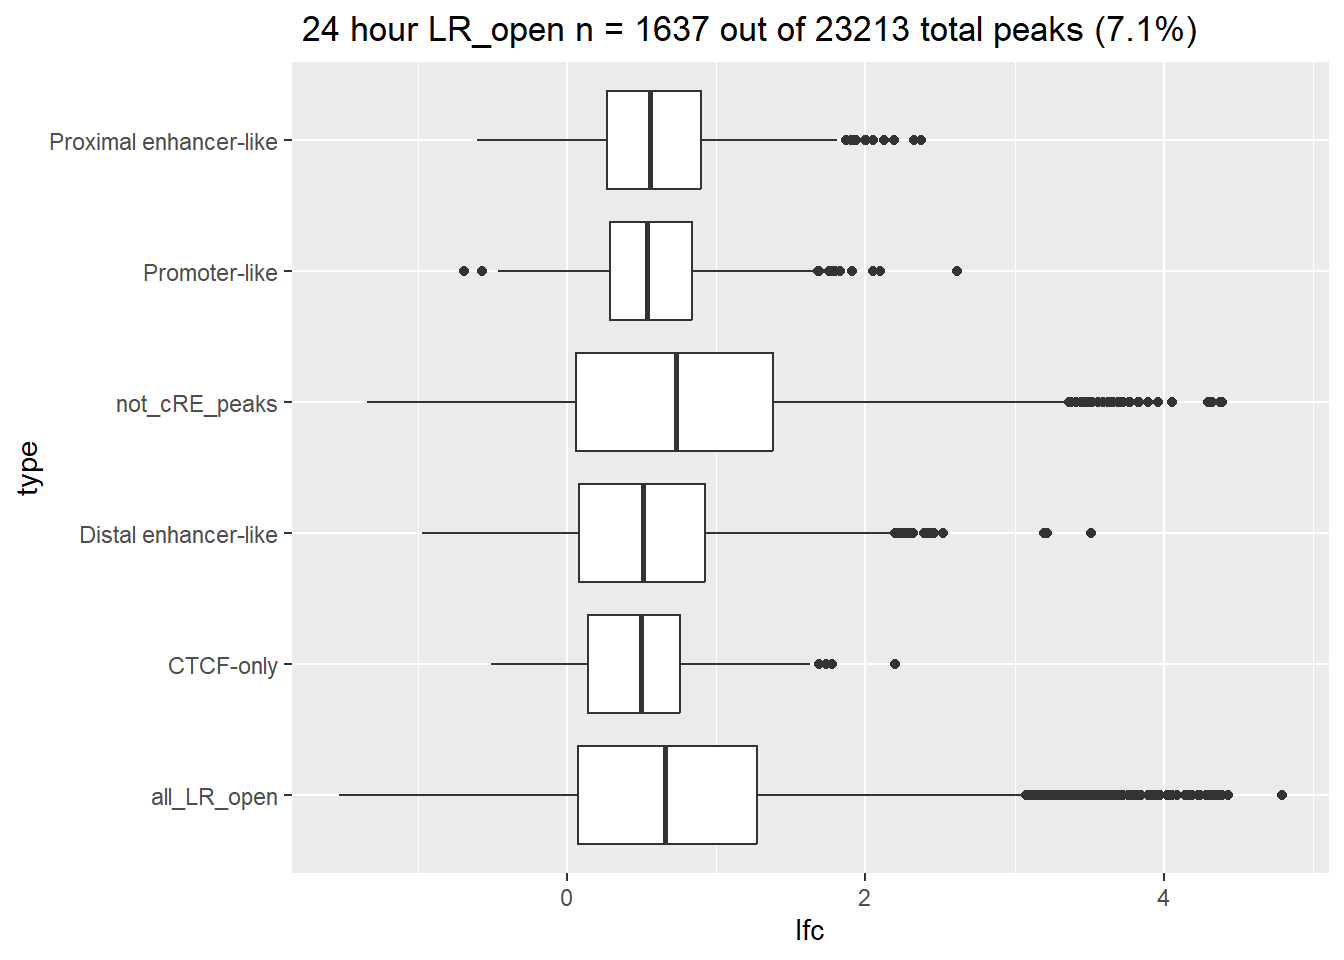 24 hour LR_open n = 1637 out of 23213 total peaks (7.1%)
type
Proximal enhancer-like
Promoter-like
not_cRE_peaks
Distal enhancer-like
CTCF-only
all_LR_open
0 2 4
lfc